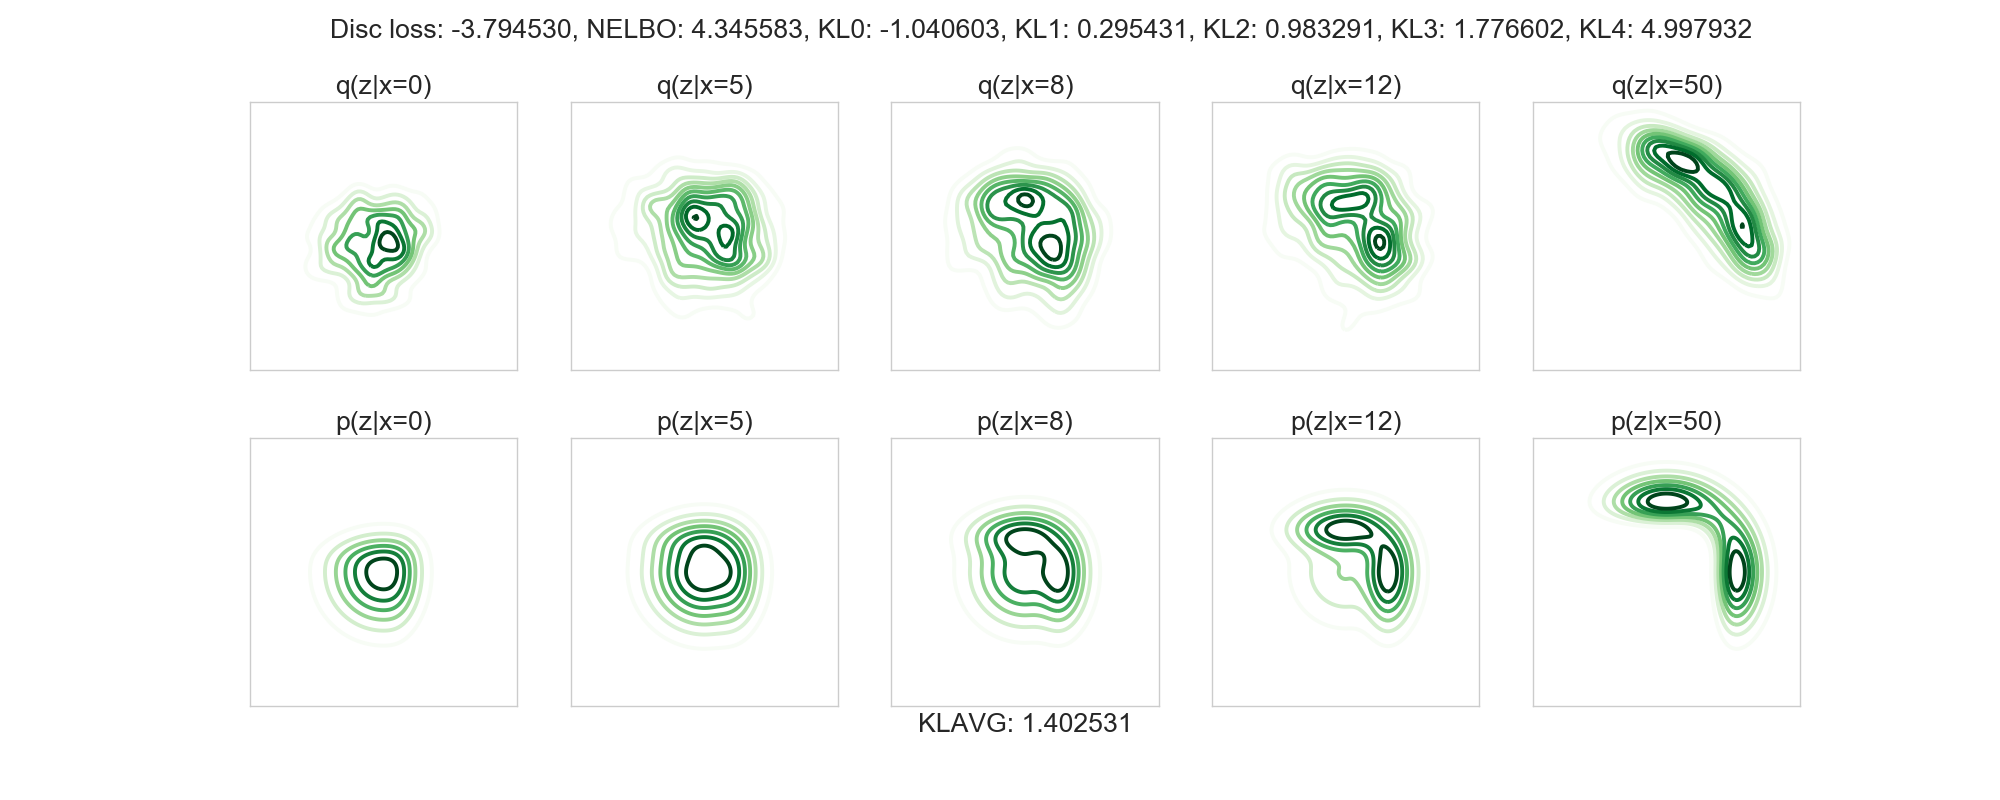 Disc loss: -3.794530, NELBO: 4.345583, KL0: -1.040603, KL1: 0.295431, KL2: 0.983291, KL3: 1.776602, KL4: 4.997932
q(z|x=0)
q(z|x=5)
q(z|x=8)
q(z|x=12)
q(z|x=50)
p(z|x=0)
p(z|x=5)
p(z|x=8)
p(z|x=12)
p(z|x=50)
KLAVG: 1.402531